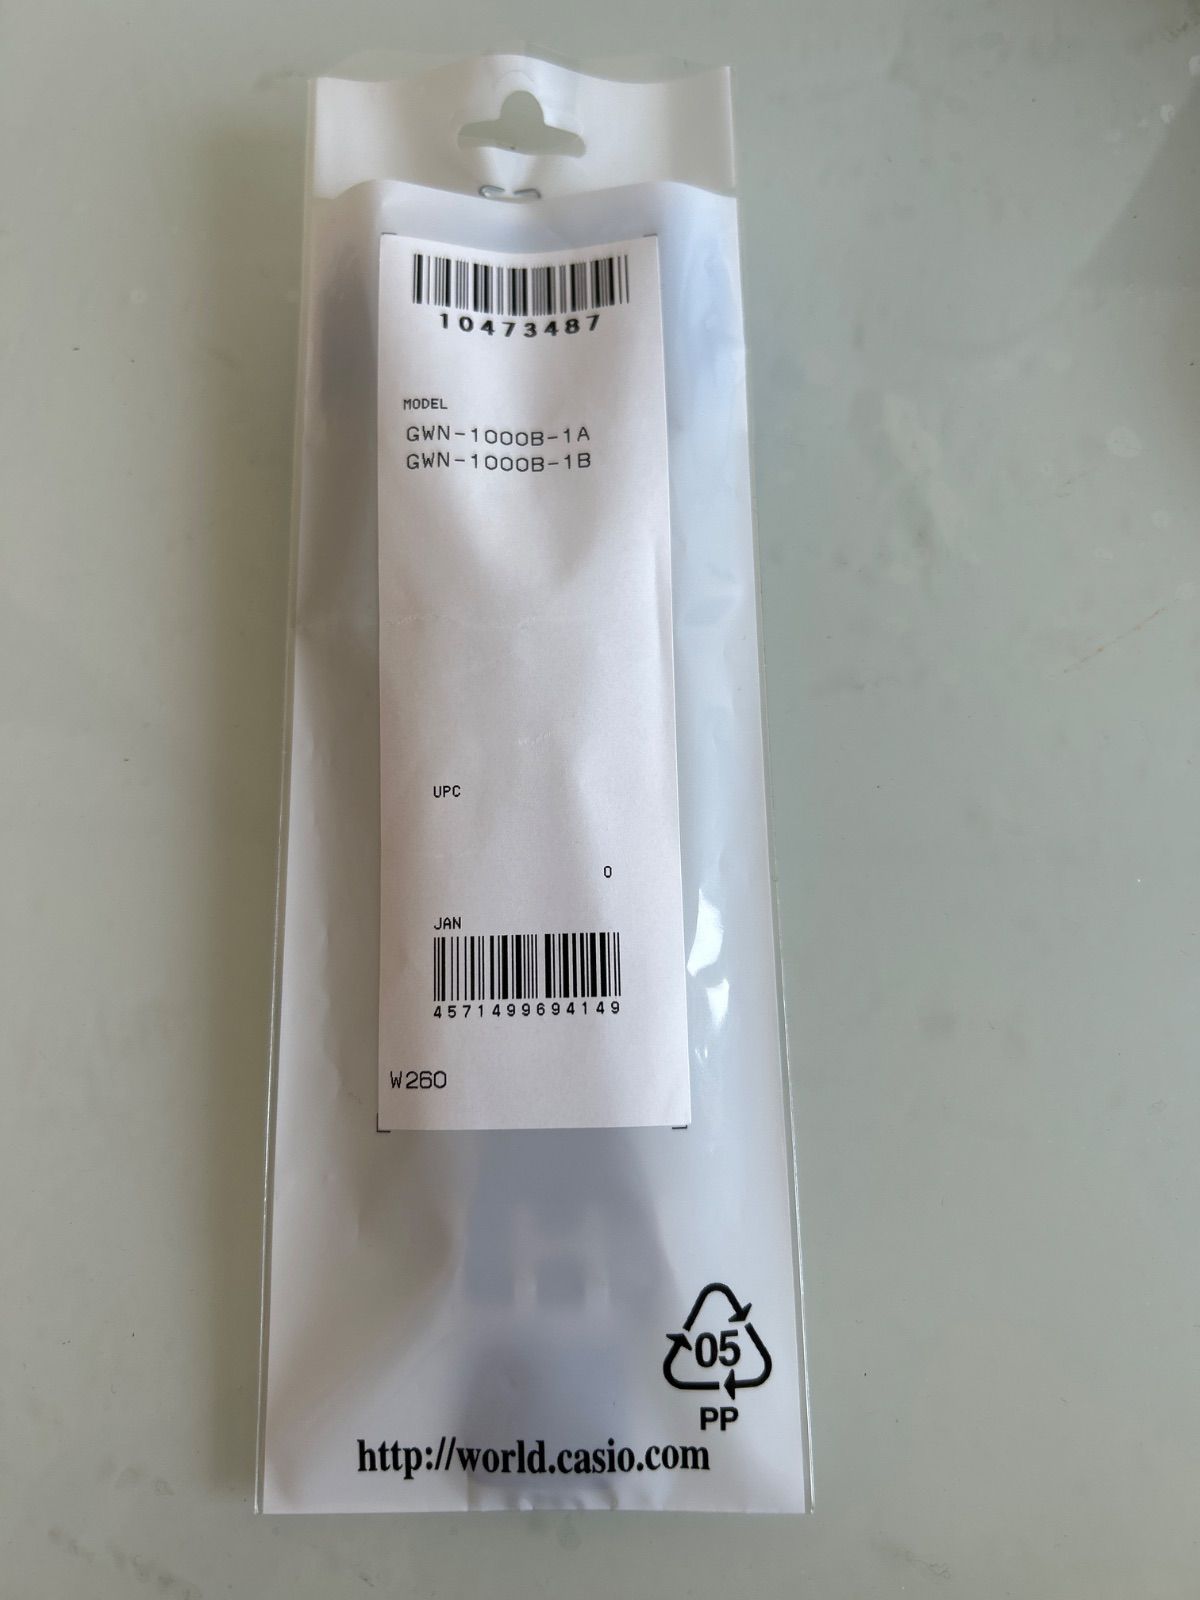 10473487
MODEL
GWN-1000B-1A
GWN-1000B-1B
UPC
0
JAN
4571499694149
W260
05
PP
http://world.casio.com